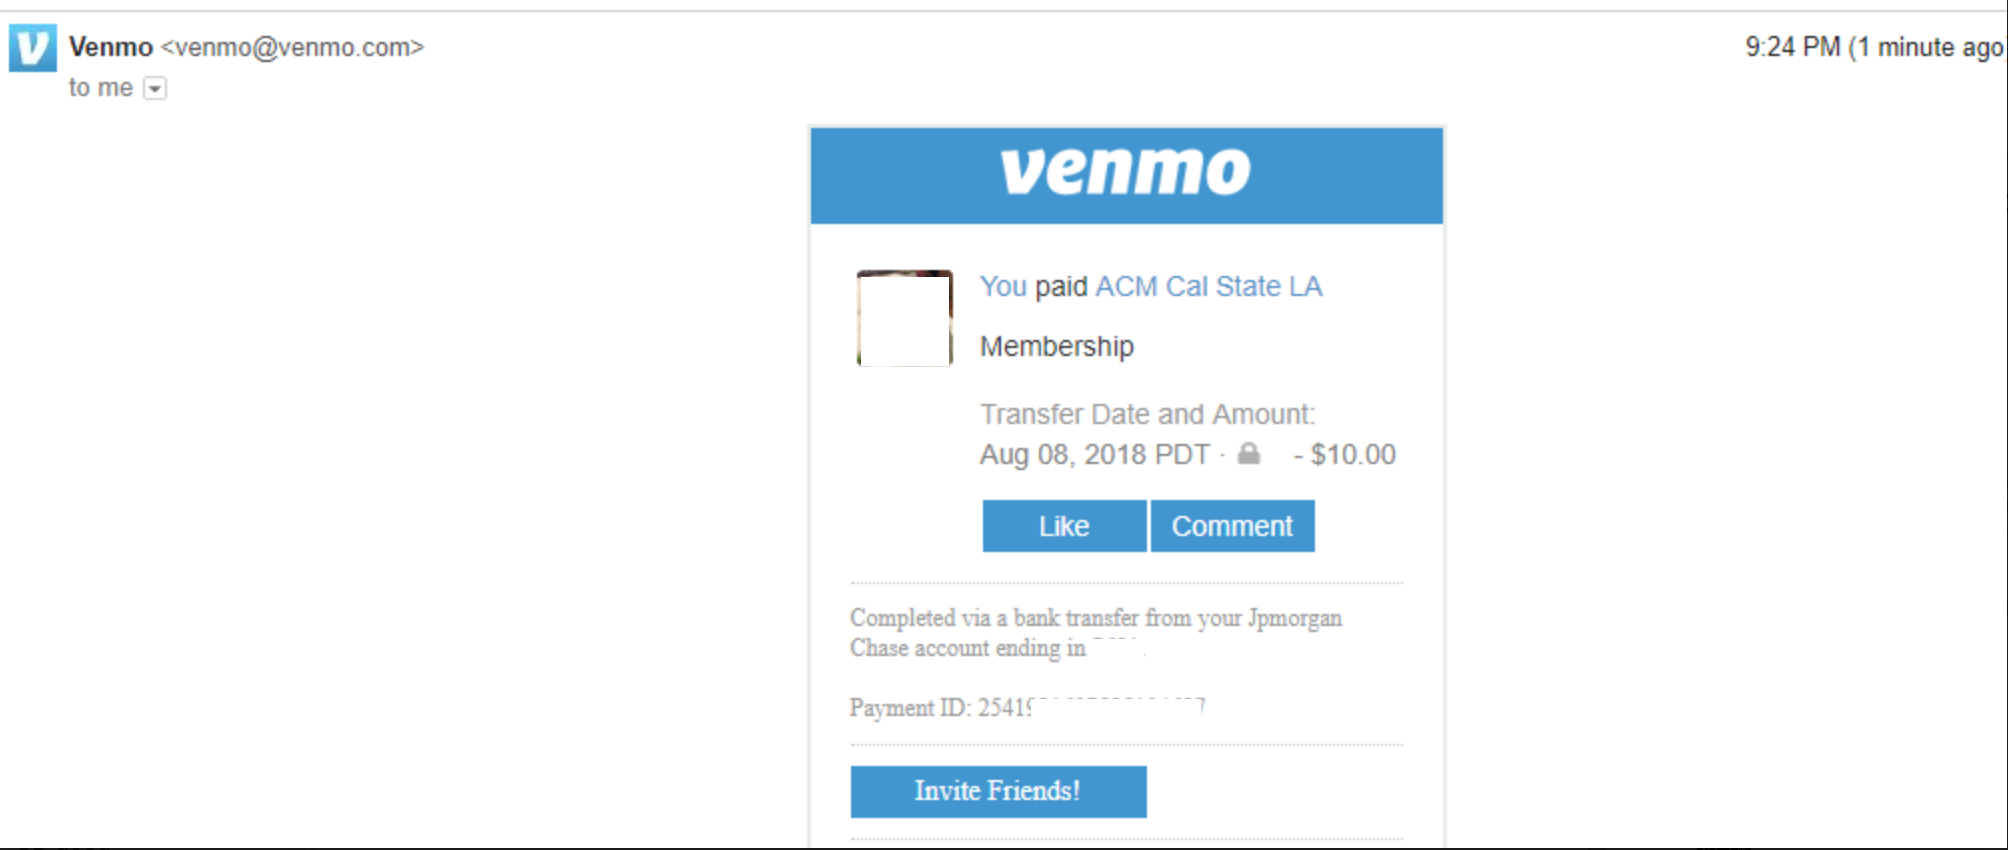 Venmo <venmo@venmo.com>
9:24 PM (1 minute ago)
to me
venmo
You paid ACM Cal State LA
Membership
Transfer Date and Amount:
Aug 08, 2018 PDT · - $10.00
Like Comment
Completed via a bank transfer from your Jpmorgan
Chase account ending in
Payment ID: 2541
Invite Friends!